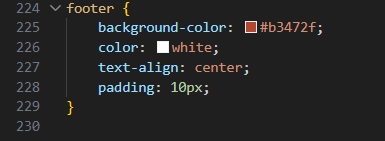 224 footer {
225     background-color: #b3472f;
226     color: white;
227     text-align: center;
228     padding: 10px;
229 }
230